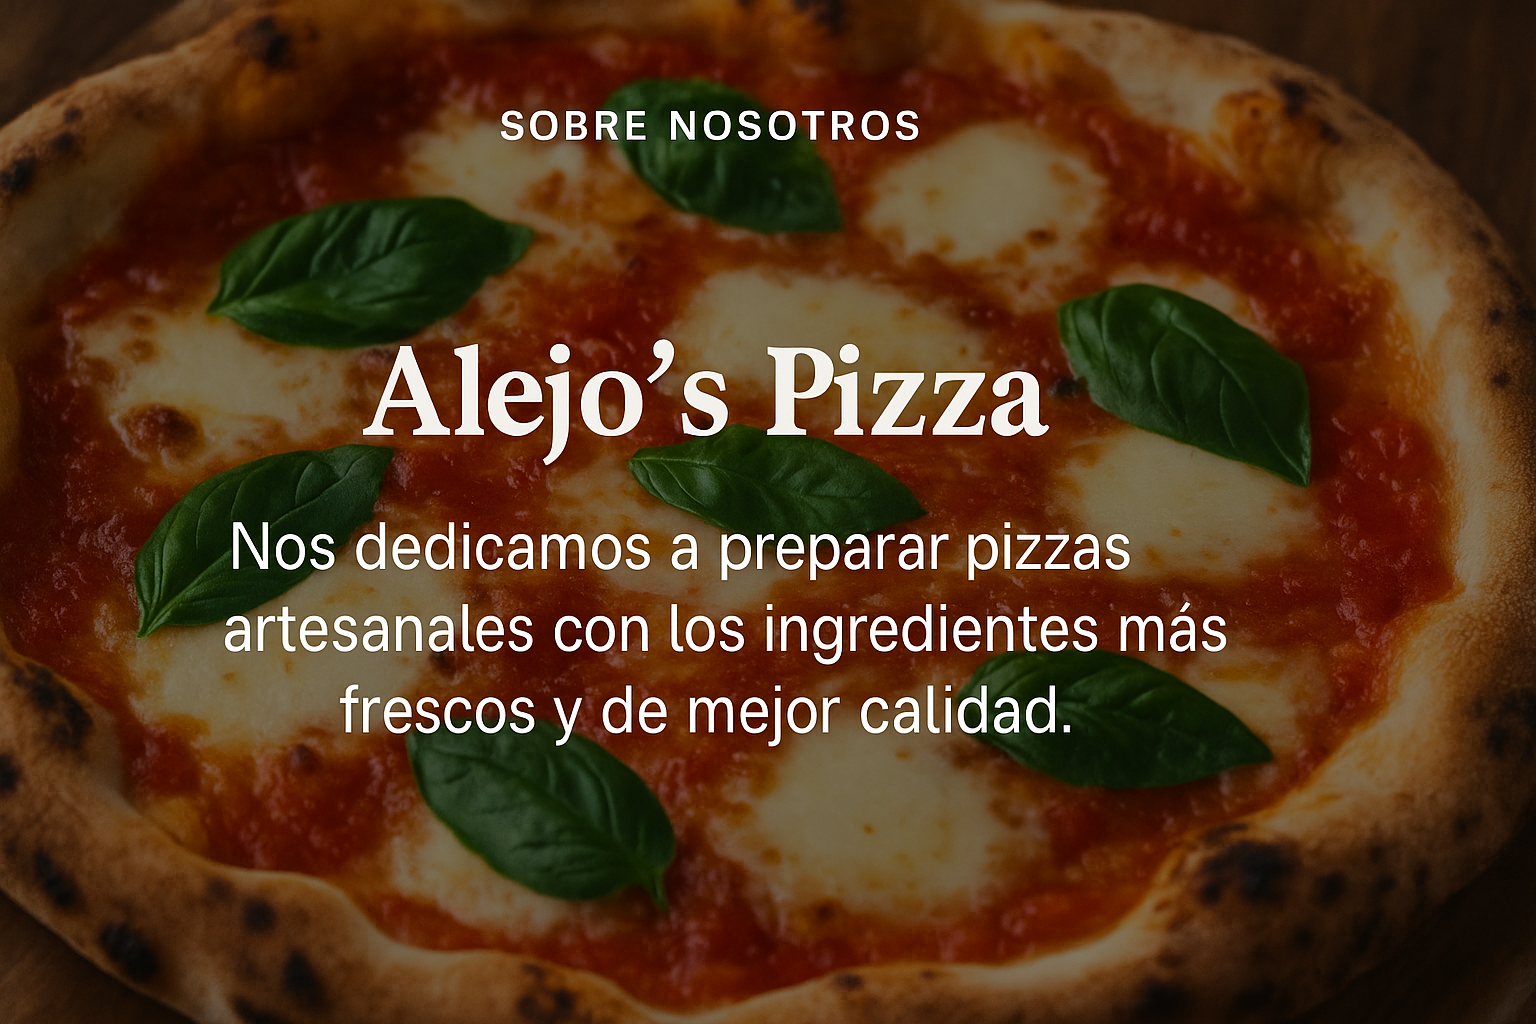 SOBRE NOSOTROS
Alejo’s Pizza
Nos dedicamos a preparar pizzas
artesanales con los ingredientes más
frescos y de mejor calidad.